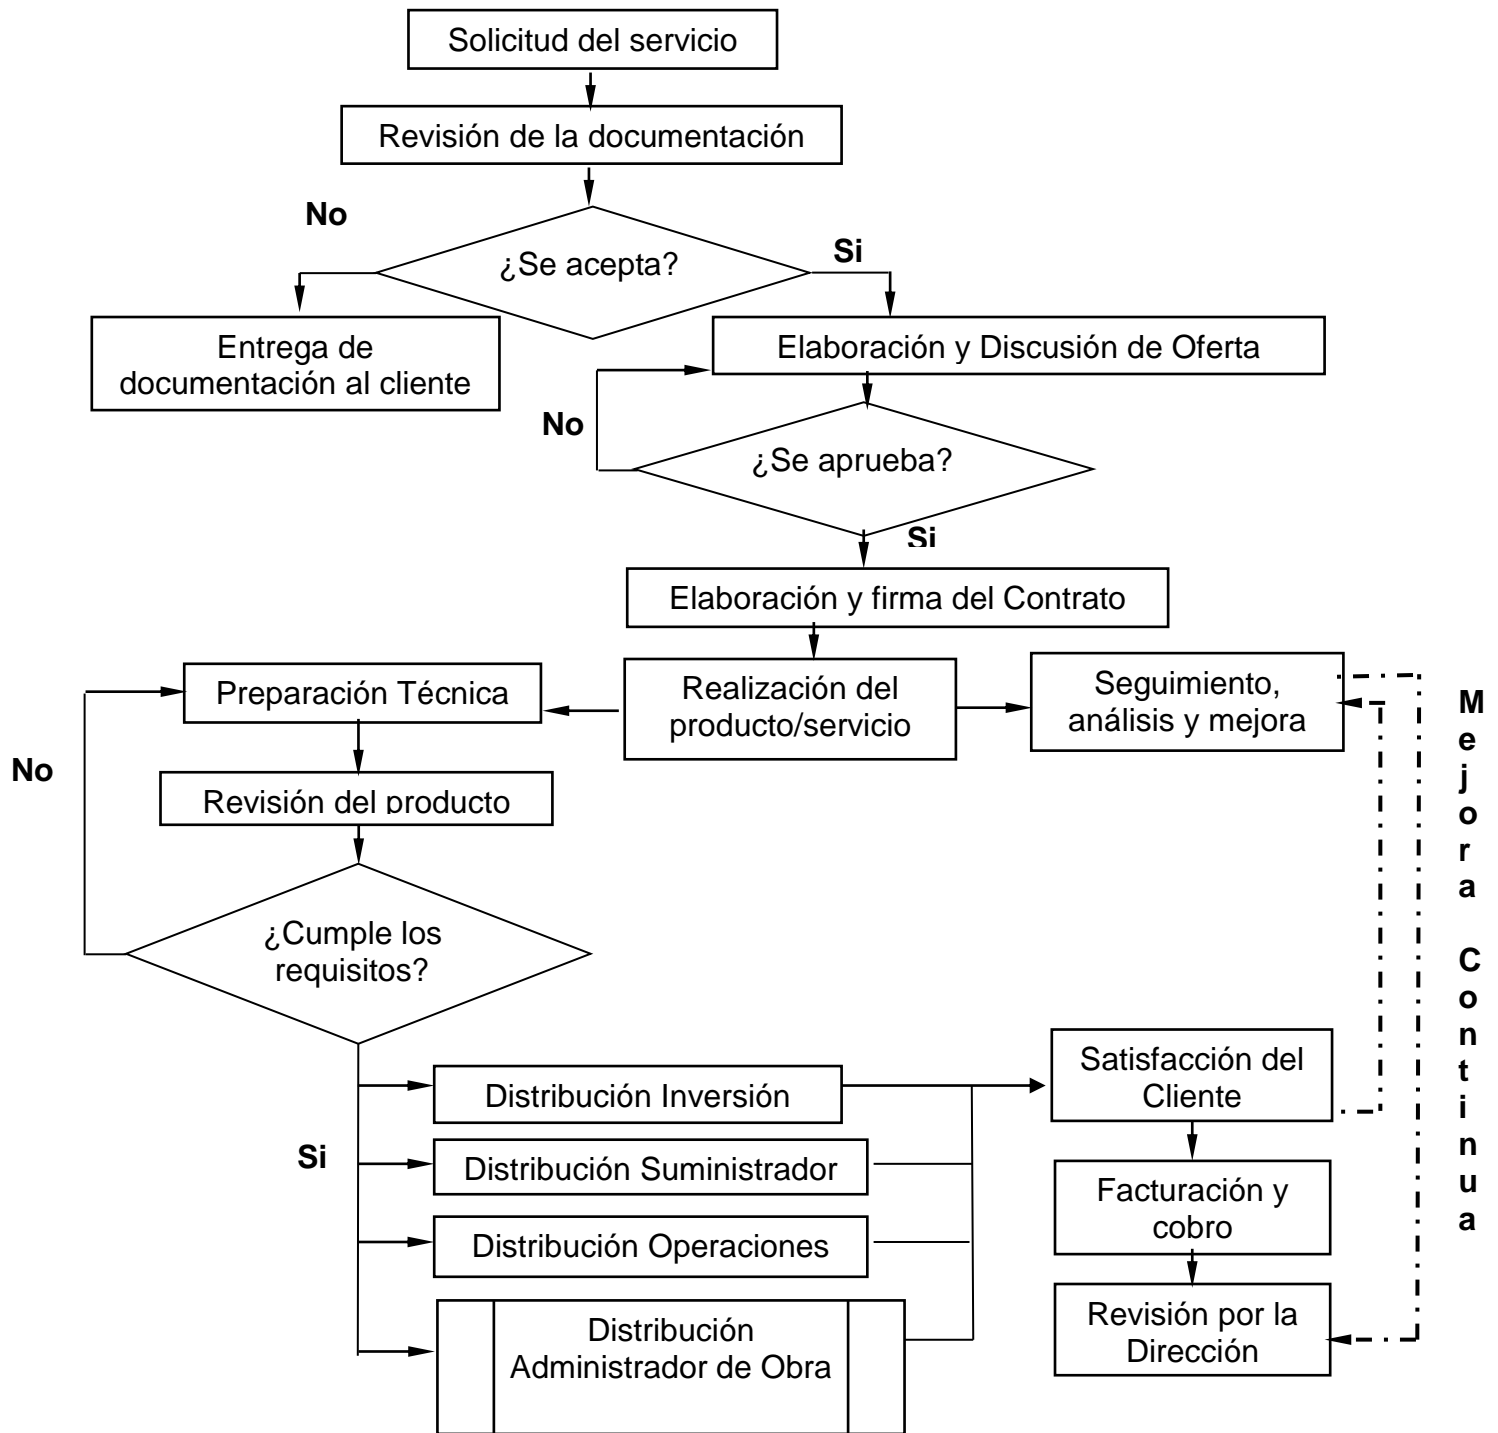 Solicitud del servicio
Revisión de la documentación
No
¿Se acepta?
Si
Entrega de
documentación al cliente
Elaboración y Discusión de Oferta
No
¿Se aprueba?
Si
Elaboración y firma del Contrato
Preparación Técnica
Realización del
producto/servicio
Seguimiento,
análisis y mejora
No
Revisión del producto
¿Cumple los
requisitos?
Si
Distribución Inversión
Distribución Suministrador
Distribución Operaciones
Distribución
Administrador de Obra
Satisfacción del
Cliente
Facturación y
cobro
Revisión por la
Dirección
Mejora Continua